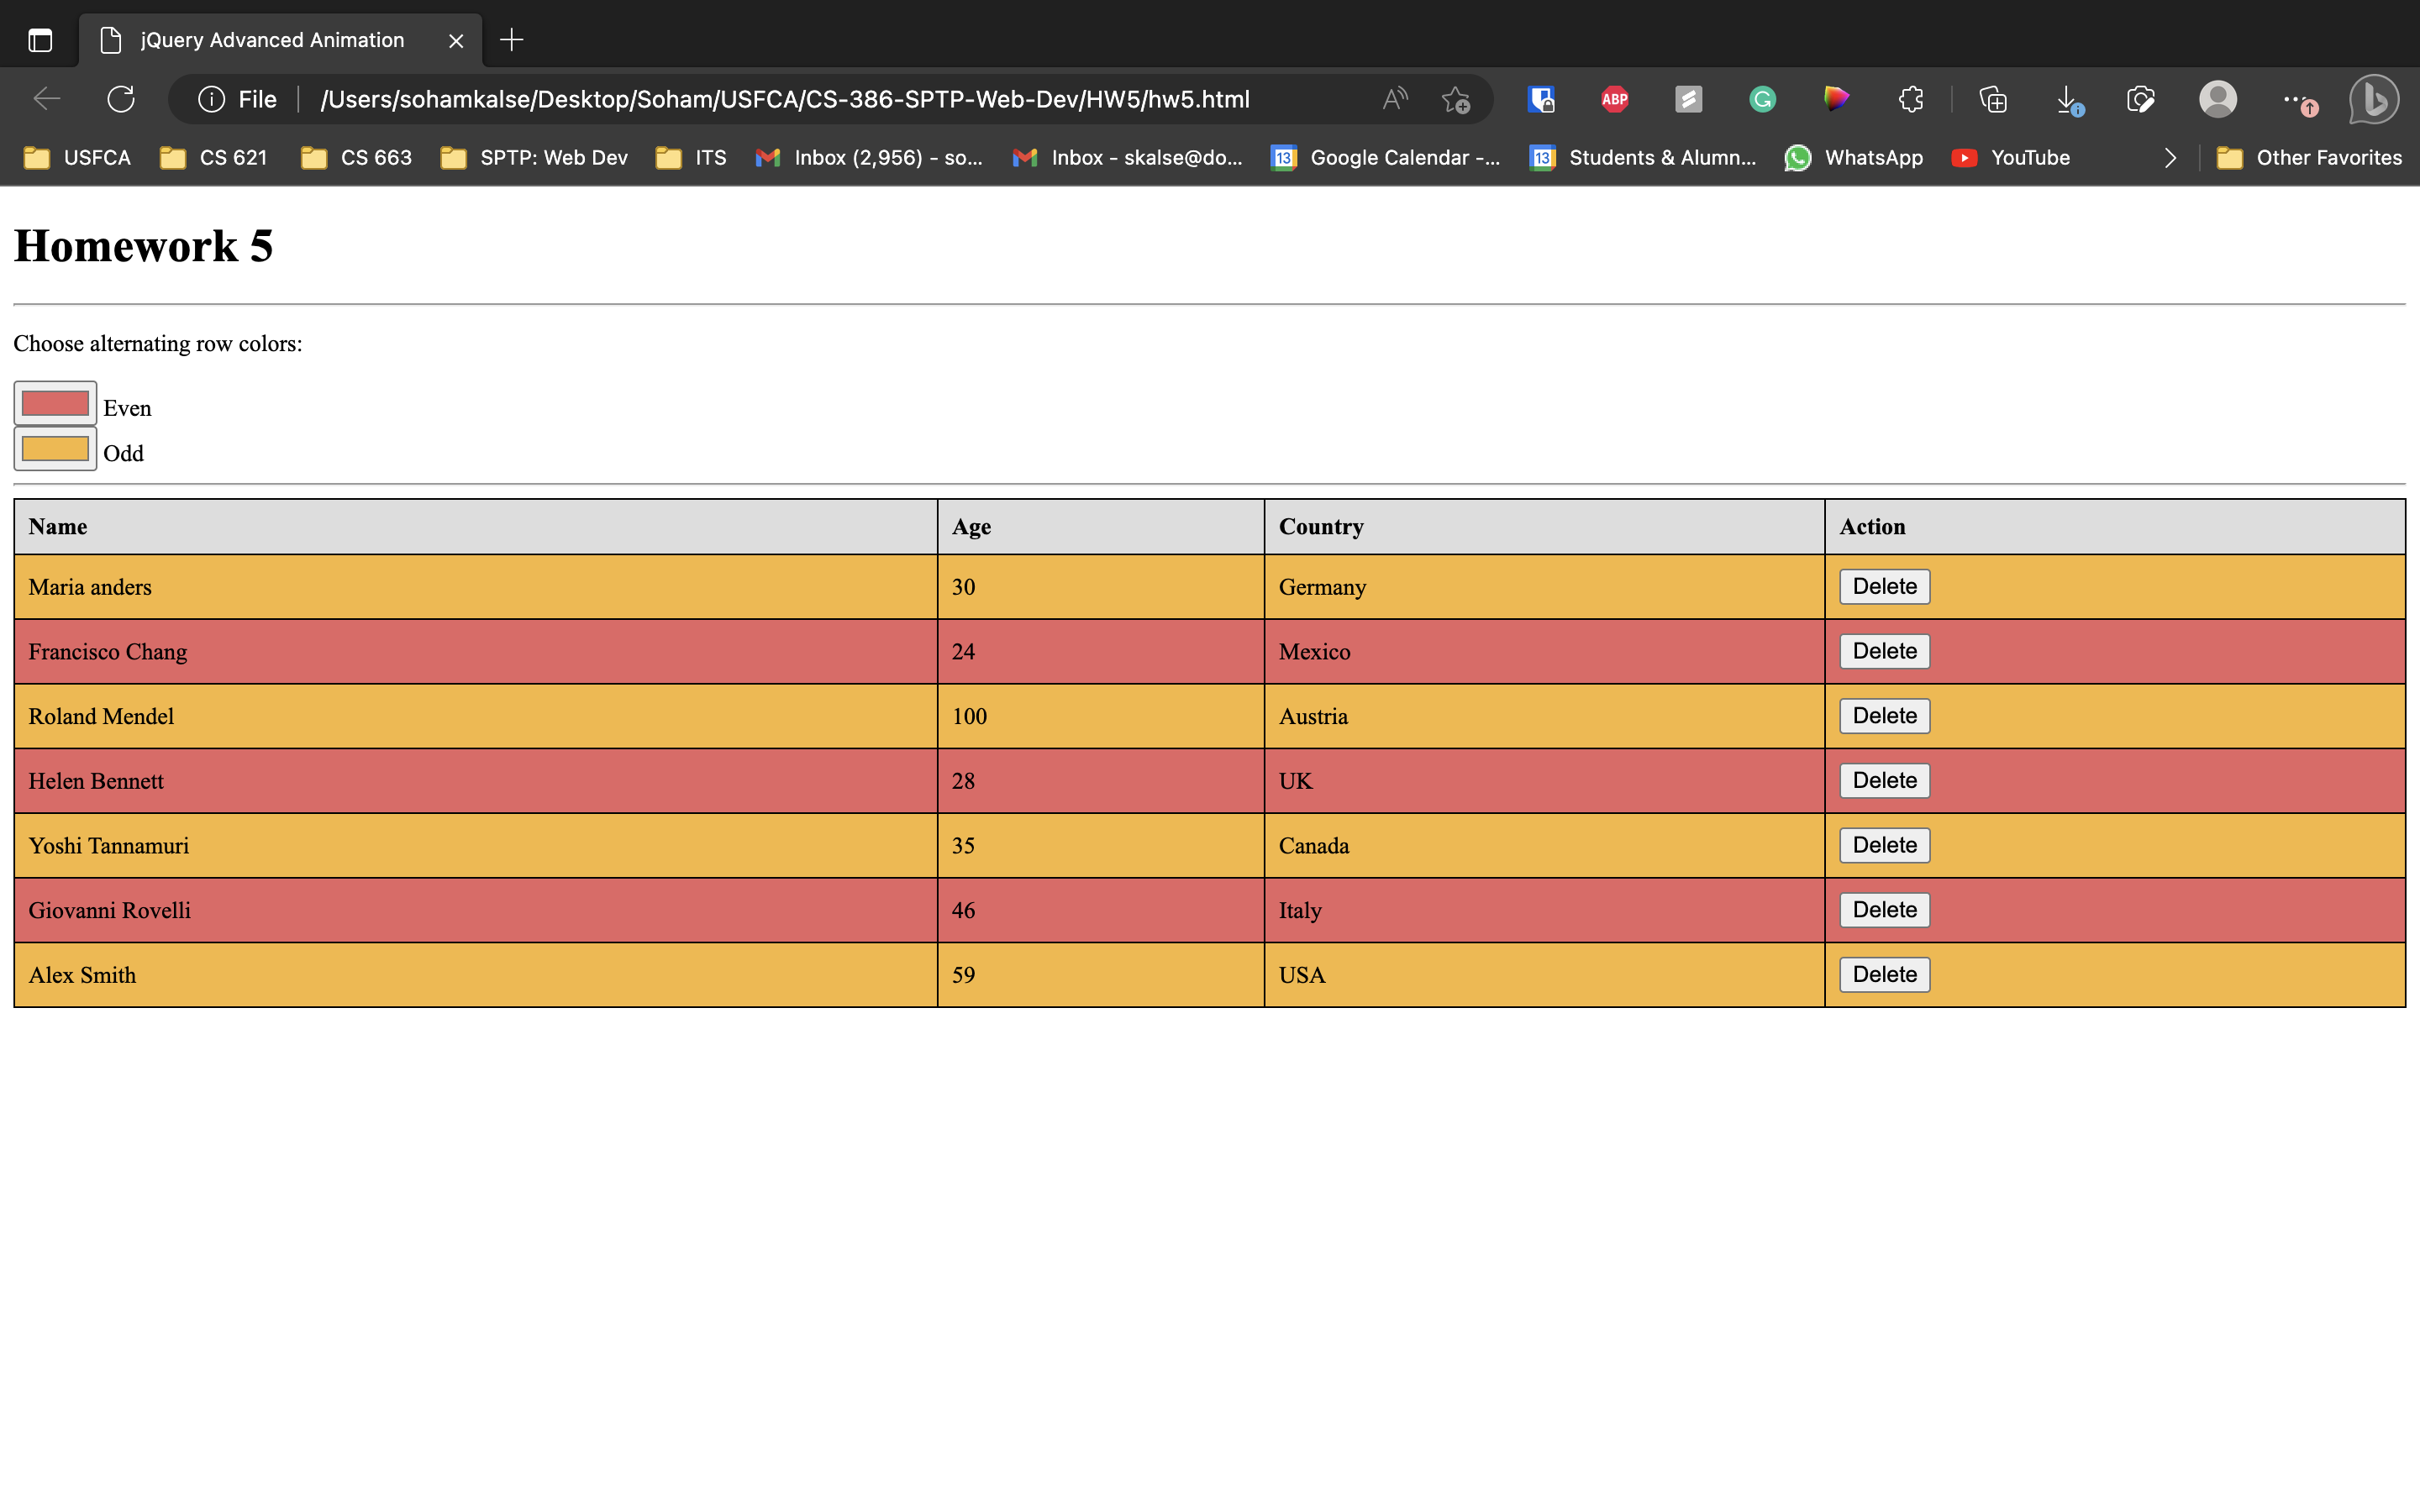 jQuery Advanced Animation
File /Users/sohamkalse/Desktop/Soham/USFCA/CS-386-SPTP-Web-Dev/HW5/hw5.html A ABP G
USFCA CS 621 CS 663 SPTP: Web Dev ITS Inbox (2,956) - so... Inbox - skalse@do... 13 Google Calendar -... 13 Students & Alumn... WhatsApp YouTube Other Favorites
Homework 5
Choose alternating row colors:
Even
Odd
Name Age Country Action
Maria anders 30 Germany Delete
Francisco Chang 24 Mexico Delete
Roland Mendel 100 Austria Delete
Helen Bennett 28 UK Delete
Yoshi Tannamuri 35 Canada Delete
Giovanni Rovelli 46 Italy Delete
Alex Smith 59 USA Delete